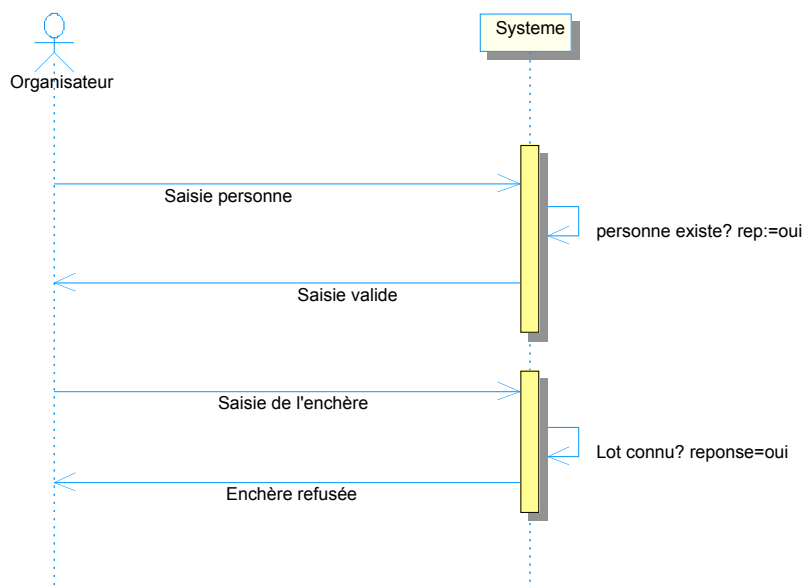 Systeme
Organisateur
Saisie personne
personne existe? rep:=oui
Saisie valide
Saisie de l'enchère
Lot connu? reponse=oui
Enchère refusée